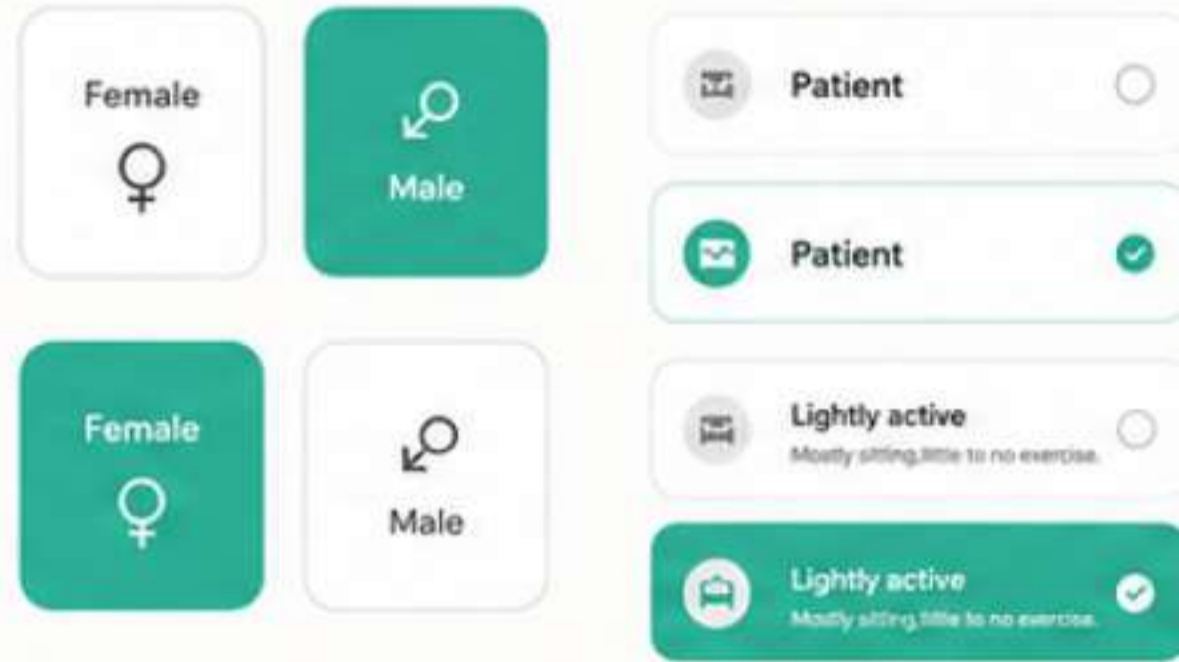 Female
Male
Female
Male
Patient
Patient
Lightly active
Mostly sitting,little to no exercise.
Lightly active
Mostly sitting,little to no exercise.